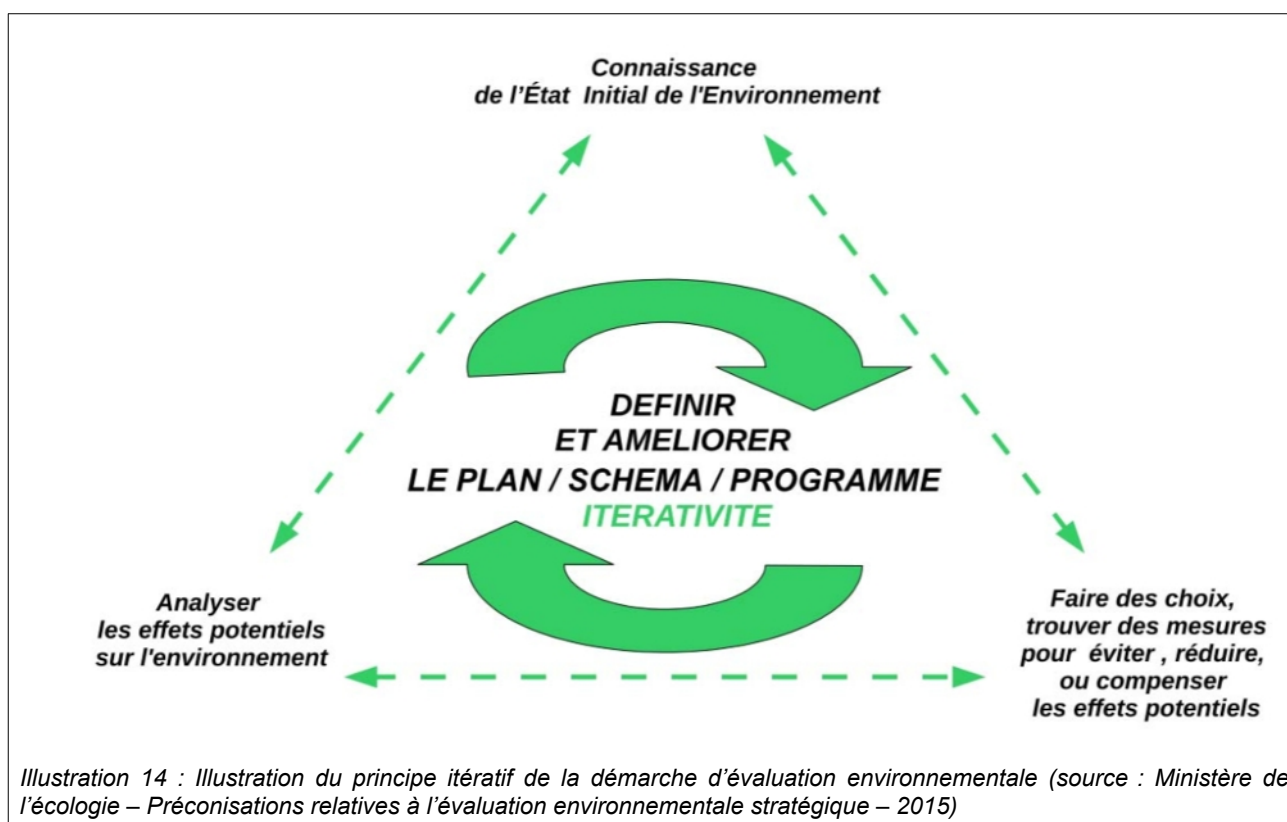 Connaissance
de l’État Initial de l'Environnement
DEFINIR
ET AMELIORER
LE PLAN / SCHEMA / PROGRAMME
ITERATIVITE
Analyser
les effets potentiels
sur l'environnement
Faire des choix,
trouver des mesures
pour éviter , réduire,
ou compenser
les effets potentiels
Illustration 14 : Illustration du principe itératif de la démarche d’évaluation environnementale (source : Ministère de
l’écologie – Préconisations relatives à l’évaluation environnementale stratégique – 2015)